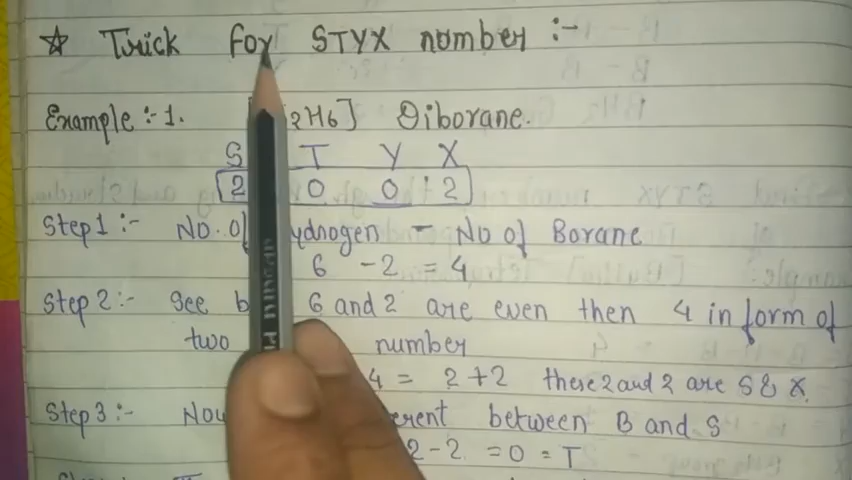 ☆ Trick for STYX number :-
Example :- 1. 2H6] Diborane.
S T Y X
2 0 0 2
Step 1 :- No. of ydrogen - No of Borane
6 - 2 = 4
Step 2 :- See 6 and 2 are even then 4 in form of
two number
4 = 2 + 2 these 2 and 2 are S & X
Step 3 :- Now erent between B and S
2 - 2 = 0 = T